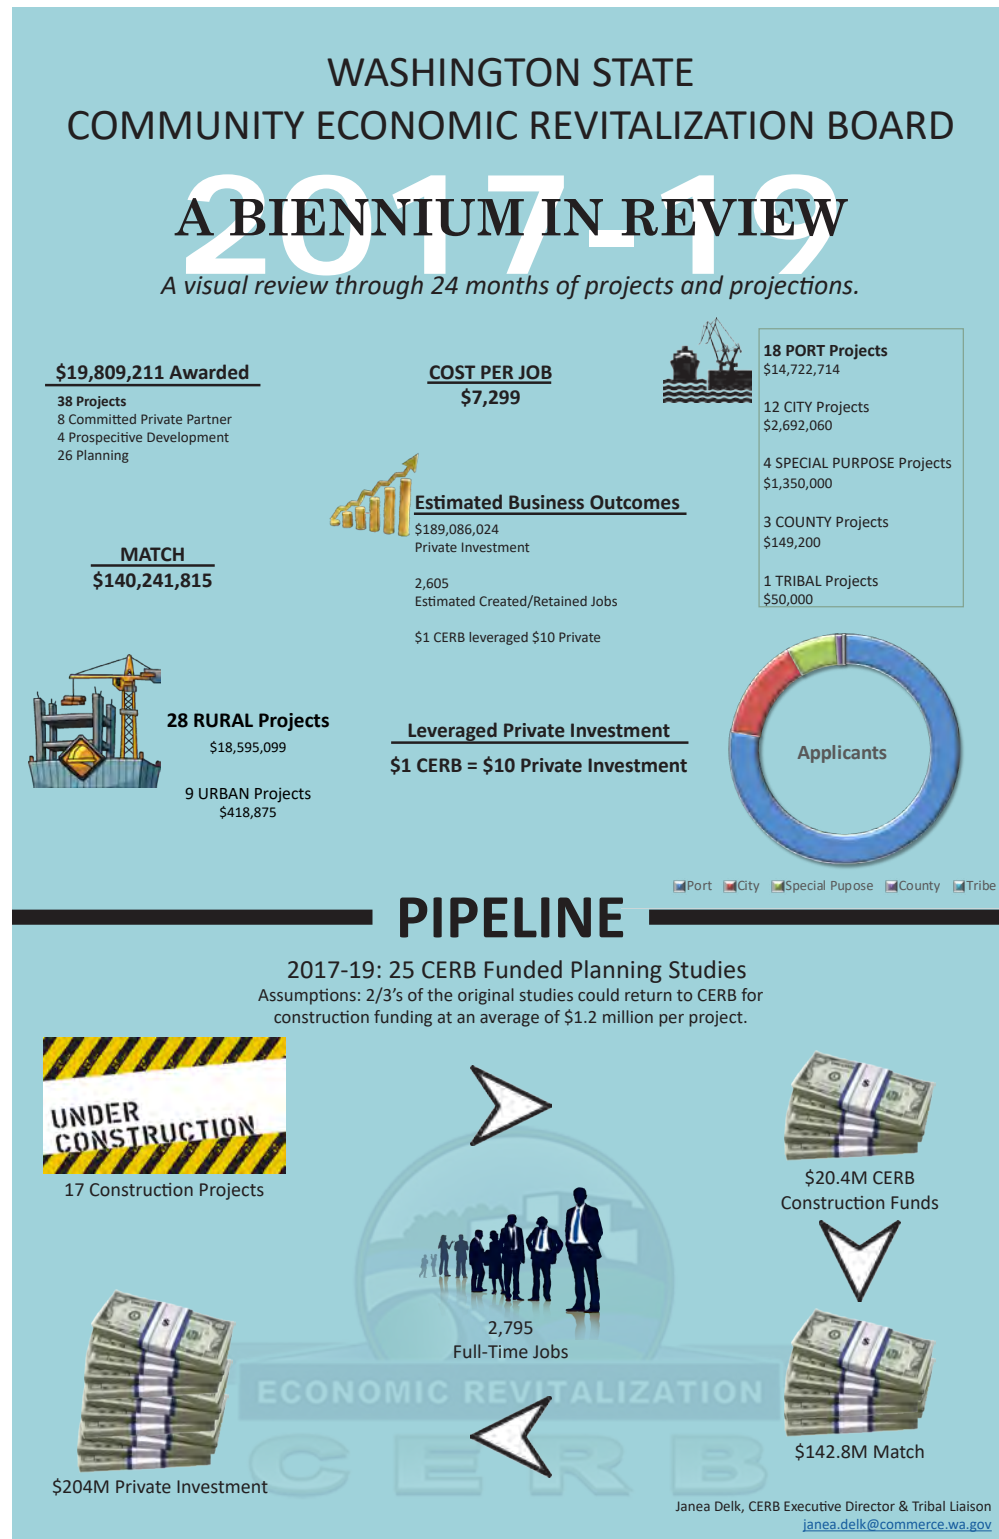 WASHINGTON STATE
COMMUNITY ECONOMIC REVITALIZATION BOARD
2017-19
A BIENNIUM IN REVIEW
A visual review through 24 months of projects and projections.
$19,809,211 Awarded
38 Projects
8 Committed Private Partner
4 Prospecitive Development
26 Planning
MATCH
$140,241,815
COST PER JOB
$7,299
Estimated Business Outcomes
$189,086,024
Private Investment
2,605
Estimated Created/Retained Jobs
$1 CERB leveraged $10 Private
18 PORT Projects
$14,722,714
12 CITY Projects
$2,692,060
4 SPECIAL PURPOSE Projects
$1,350,000
3 COUNTY Projects
$149,200
1 TRIBAL Projects
$50,000
28 RURAL Projects
$18,595,099
9 URBAN Projects
$418,875
Leveraged Private Investment
$1 CERB = $10 Private Investment
Applicants
Port City Special Pupose County Tribe
PIPELINE
2017-19: 25 CERB Funded Planning Studies
Assumptions: 2/3's of the original studies could return to CERB for
construction funding at an average of $1.2 million per project.
UNDER
CONSTRUCTION
17 Construction Projects
$20.4M CERB
Construction Funds
2,795
Full-Time Jobs
ECONOMIC REVITALIZATION
CERB
$142.8M Match
$204M Private Investment
Janea Delk, CERB Executive Director & Tribal Liaison
janea.delk@commerce.wa.gov